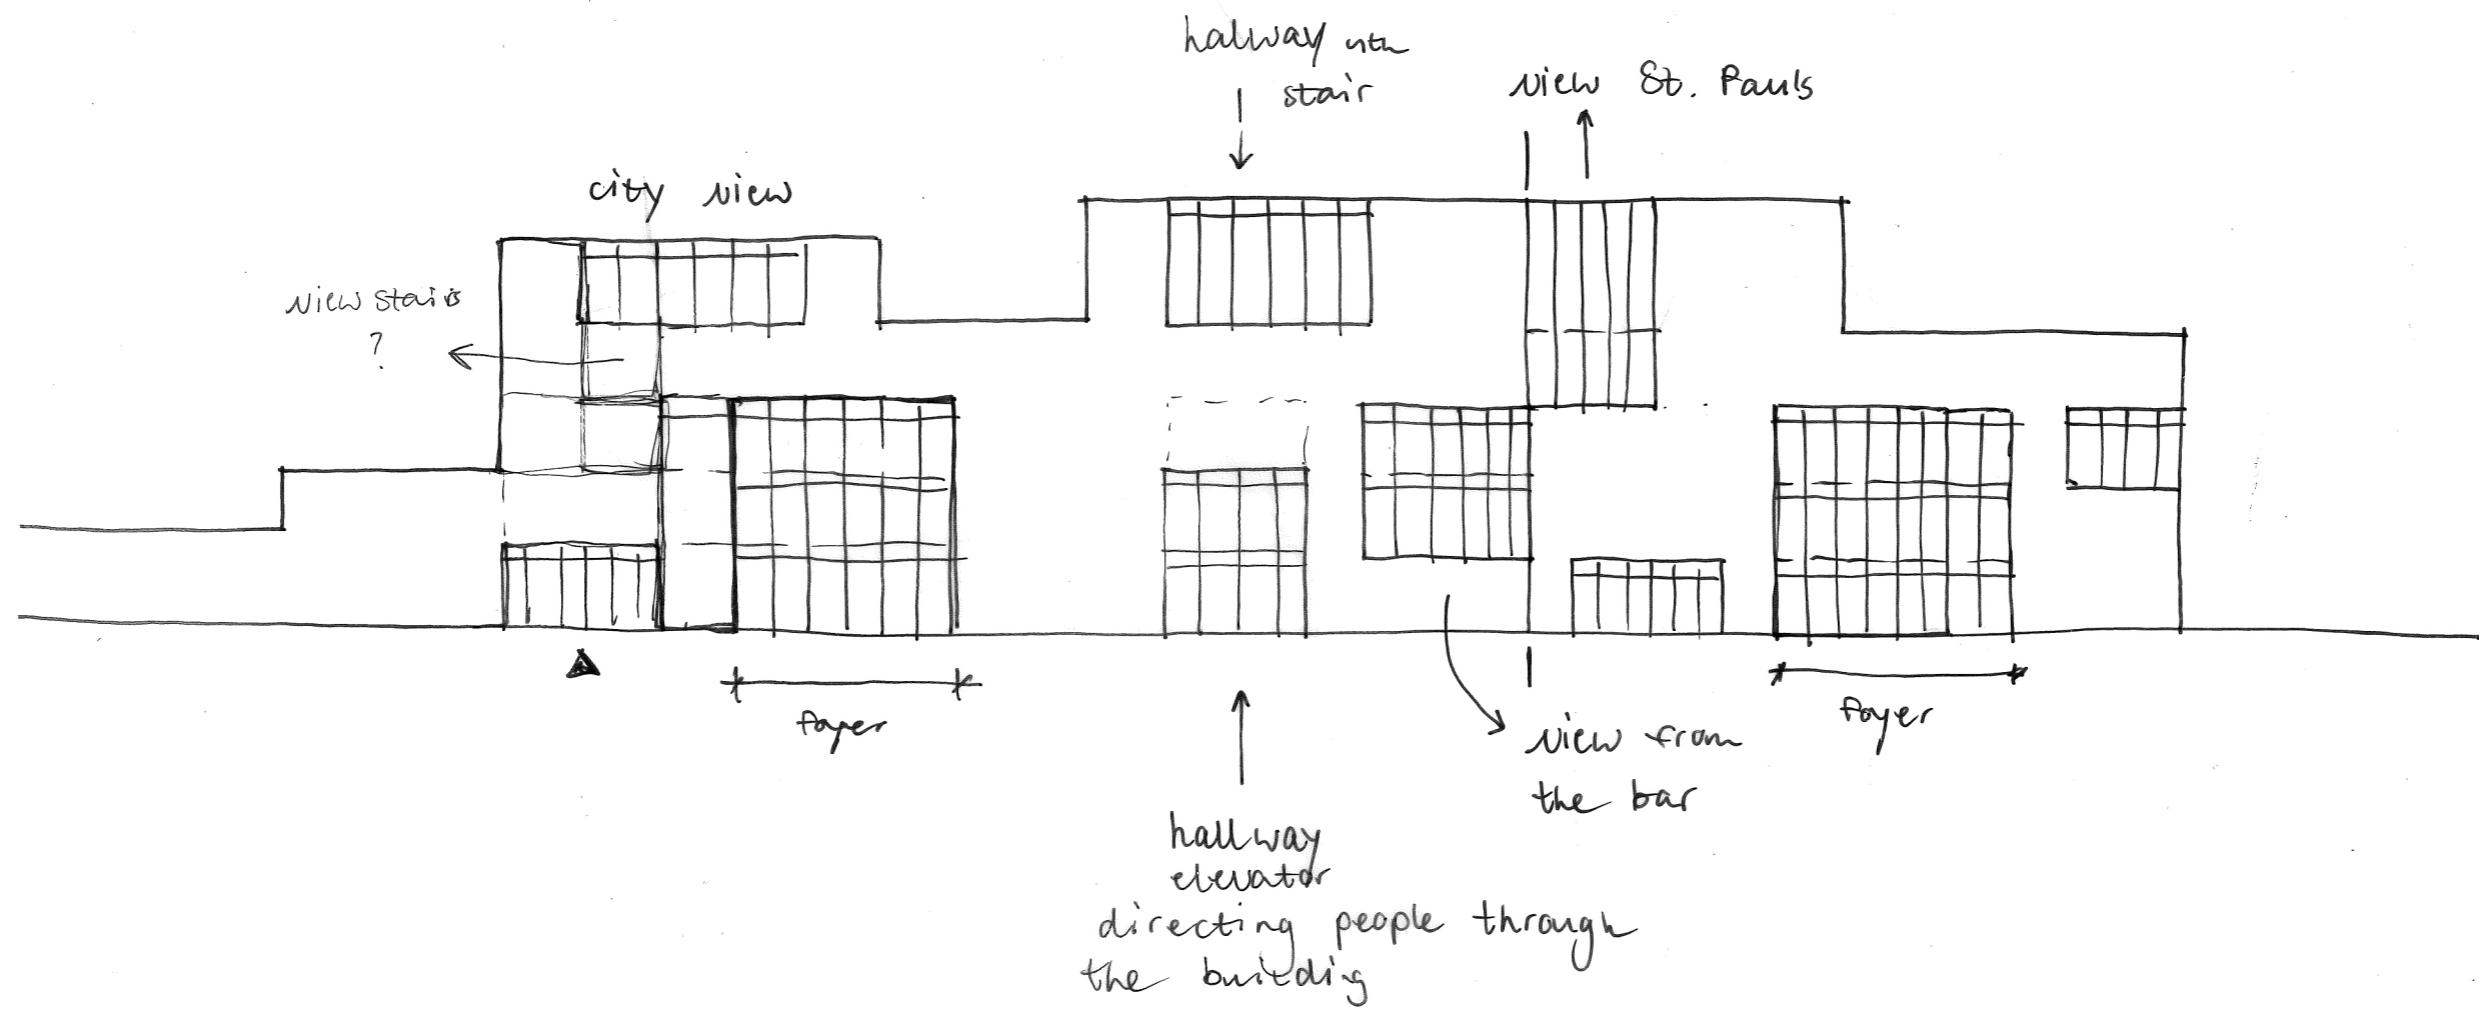 halway with
stair
view St. Pauls
city view
view stairs
?
foyer
foyer
view from
the bar
hallway
elevator
directing people through
the building